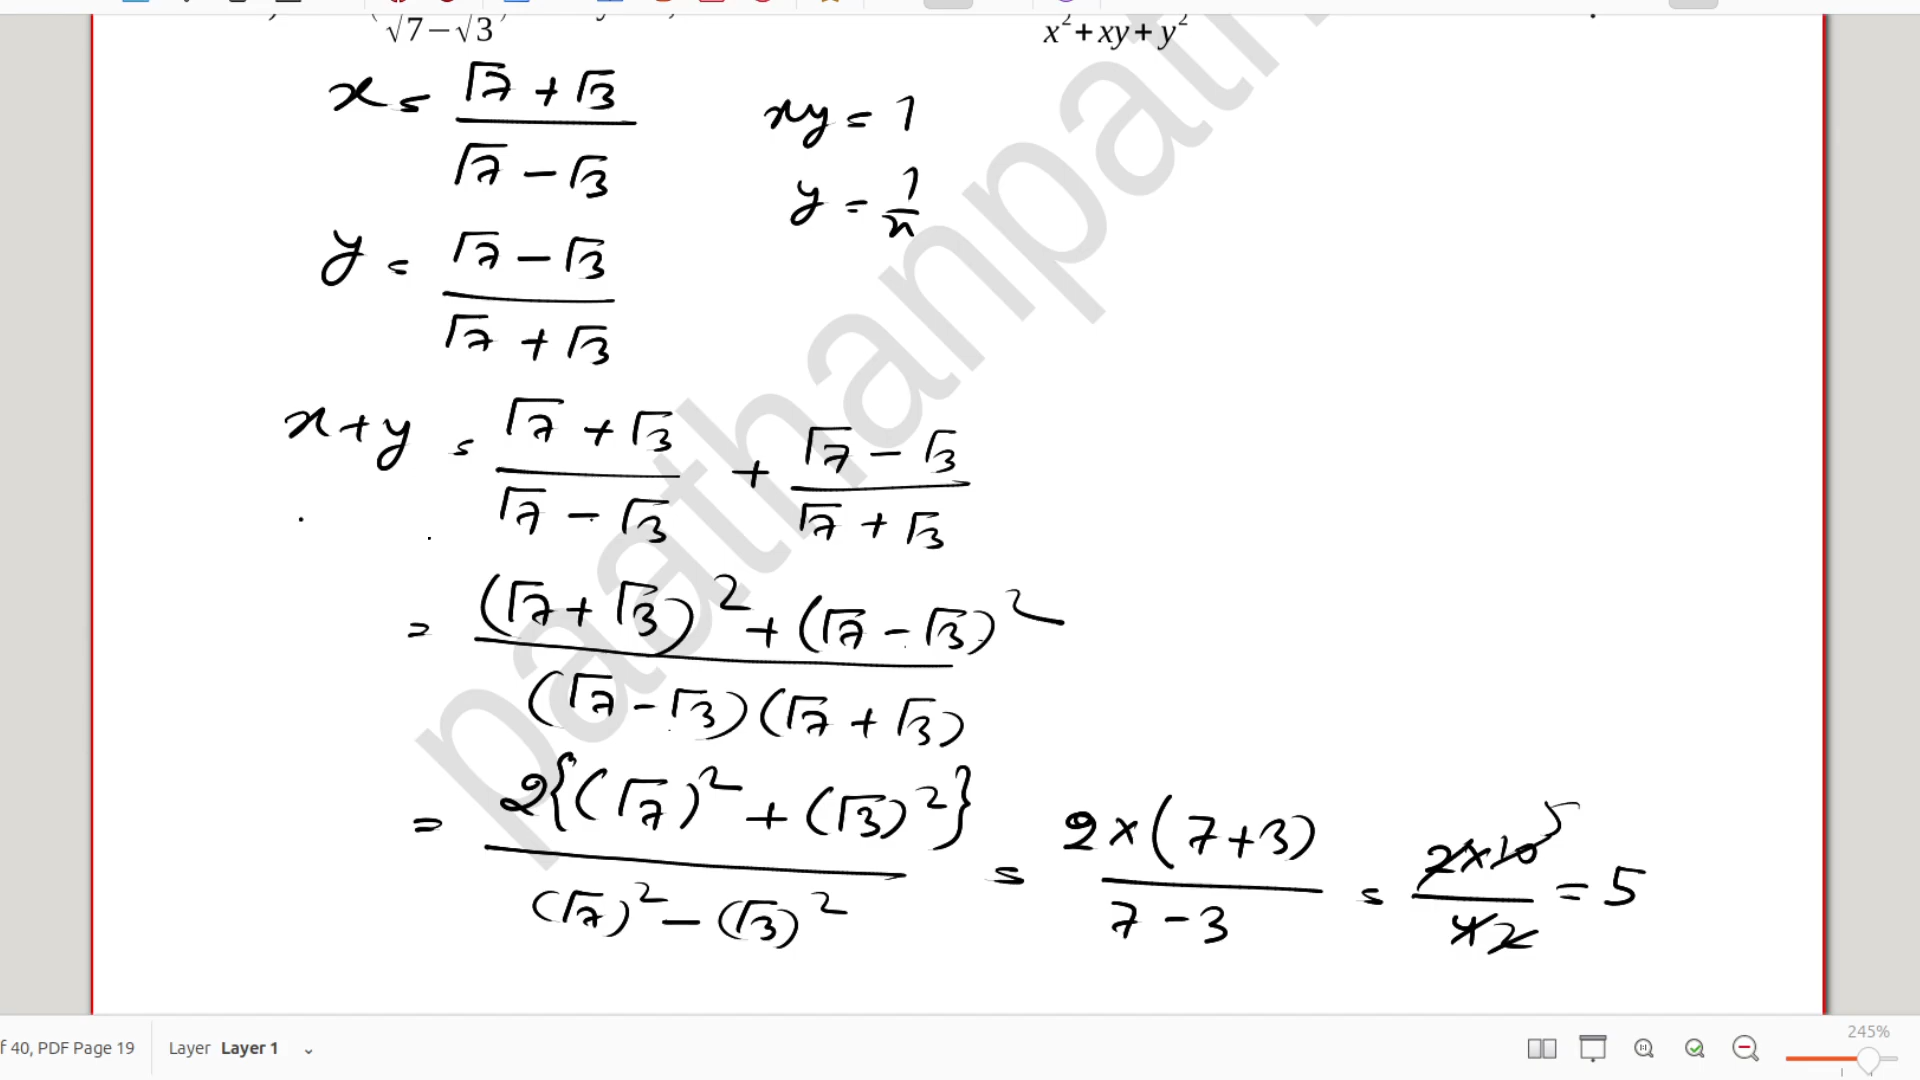 √7−√3
x²+xy+y²
x = √7 + √3 / √7 − √3
xy = 1
y = 1/x
y = √7 − √3 / √7 + √3
x+y = √7 + √3 / √7 − √3 + √7 − √3 / √7 + √3
= (√7 + √3)² + (√7 − √3)² / (√7 − √3)(√7 + √3)
= 2{(√7)² + (√3)²} / (√7)² − (√3)² = 2×(7+3) / 7−3 = 2×10 5 / 4 2 = 5
paathanpath
f 40, PDF Page 19
Layer Layer 1
245%